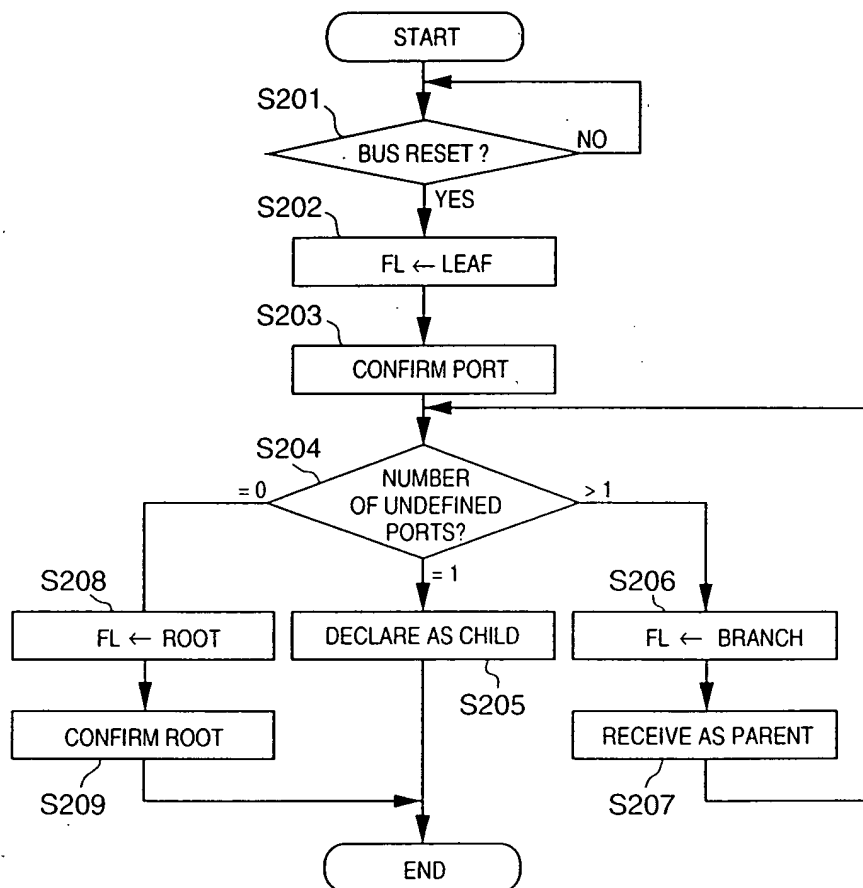 START
S201
BUS RESET ?
NO
YES
S202
FL ← LEAF
S203
CONFIRM PORT
S204
NUMBER
OF UNDEFINED
PORTS?
= 0
> 1
= 1
S208
FL ← ROOT
DECLARE AS CHILD
S205
S206
FL ← BRANCH
CONFIRM ROOT
S209
RECEIVE AS PARENT
S207
END